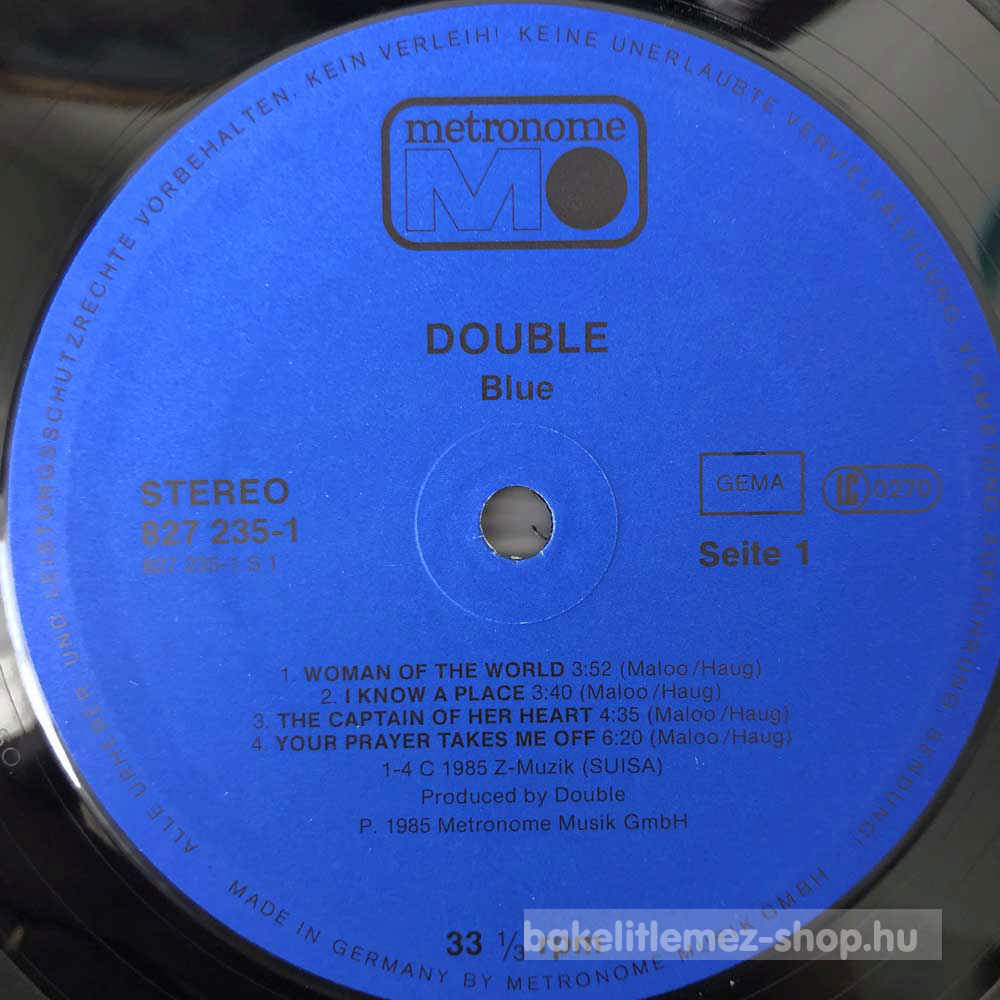 ALLE URHEBER UND LEISTUNGSSCHUTZRECHTE VORBEHALTEN. KEIN VERLEIH! KEINE UNERLAUBTE VERVIELFÄLTIGUNG, VERMIETUNG, AUFFÜHRUNG, SENDUNG!
metronome
M
DOUBLE
Blue
STEREO
827 235-1
827 235-1 S 1
GEMA
LC 0270
Seite 1
1. WOMAN OF THE WORLD 3:52 (Maloo/Haug)
2. I KNOW A PLACE 3:40 (Maloo/Haug)
3. THE CAPTAIN OF HER HEART 4:35 (Maloo/Haug)
4. YOUR PRAYER TAKES ME OFF 6:20 (Maloo/Haug)
1-4 C 1985 Z-Muzik (SUISA)
Produced by Double
P. 1985 Metronome Musik GmbH
33 1/3 rpm
MADE IN GERMANY BY METRONOME MUSIK GMBH
bakelitlemez-shop.hu